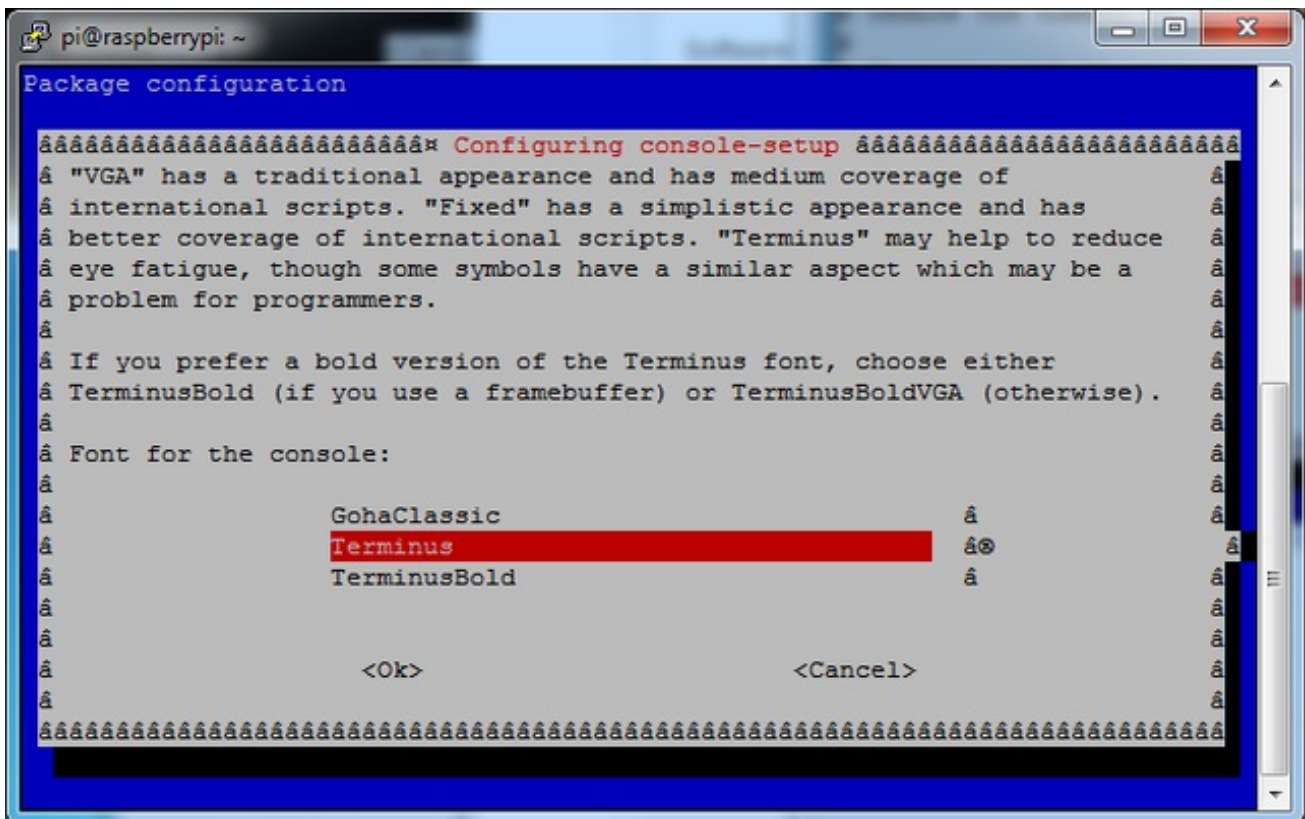 pi@raspberrypi: ~
Package configuration
ââââââââââââââââââââââââââ¤ Configuring console-setup âââââââââââââââââââââââââ
â "VGA" has a traditional appearance and has medium coverage of â
â international scripts. "Fixed" has a simplistic appearance and has â
â better coverage of international scripts. "Terminus" may help to reduce â
â eye fatigue, though some symbols have a similar aspect which may be a â
â problem for programmers. â
â â
â If you prefer a bold version of the Terminus font, choose either â
â TerminusBold (if you use a framebuffer) or TerminusBoldVGA (otherwise). â
â â
â Font for the console: â
â â
â GohaClassic â â
â Terminus â® â
â TerminusBold â â
â â
â â
â <Ok> <Cancel> â
â â
âââââââââââââââââââââââââââââââââââââââââââââââââââââââââââââââââââââââââââââ